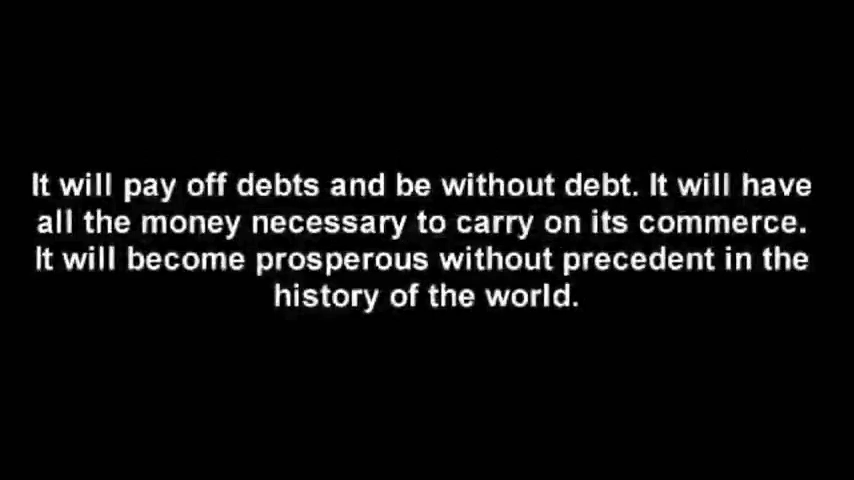 It will pay off debts and be without debt. It will have
all the money necessary to carry on its commerce.
It will become prosperous without precedent in the
history of the world.